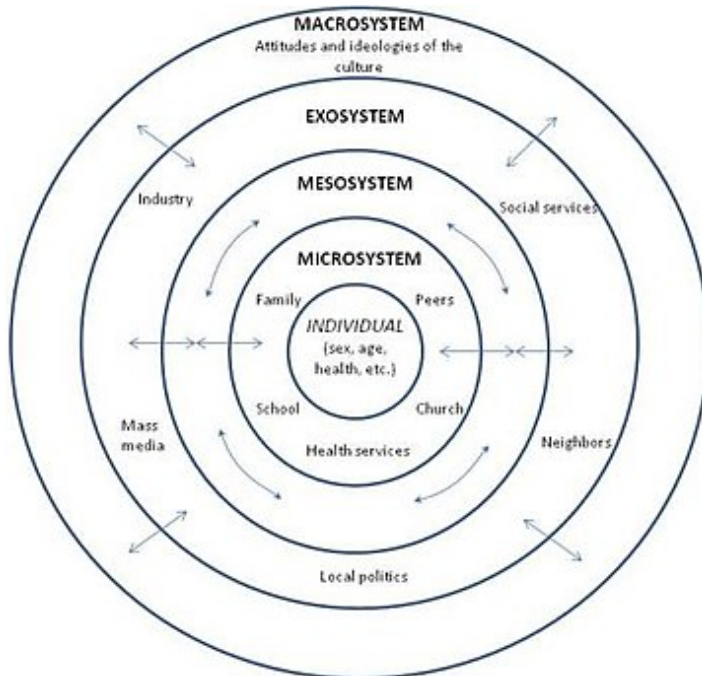 MACROSYSTEM
Attitudes and ideologies of the
culture
EXOSYSTEM
MESOSYSTEM
Industry
Social services
MICROSYSTEM
Family
Peers
INDIVIDUAL
(sex, age,
health, etc.)
School
Church
Mass
media
Health services
Neighbors
Local politics